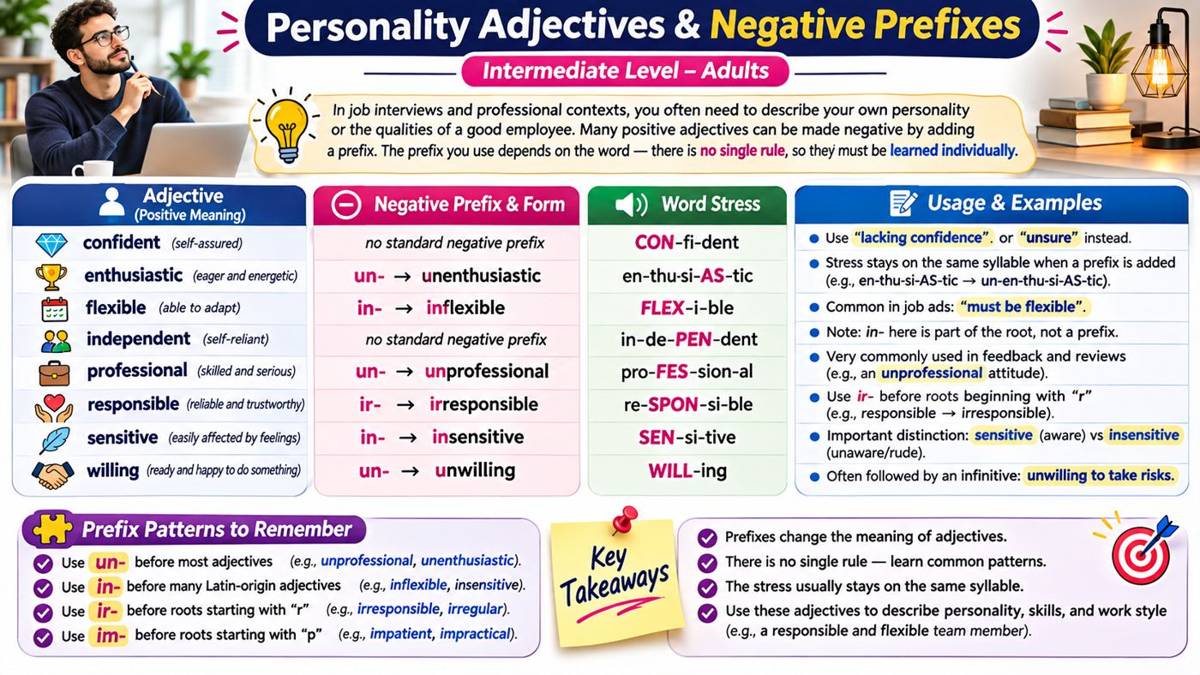 Personality Adjectives & Negative Prefixes
Intermediate Level – Adults
In job interviews and professional contexts, you often need to describe your own personality
or the qualities of a good employee. Many positive adjectives can be made negative by adding
a prefix. The prefix you use depends on the word — there is no single rule, so they must be learned individually.
Adjective
(Positive Meaning)
Negative Prefix & Form
Word Stress
Usage & Examples
confident (self-assured)
no standard negative prefix
CON-fi-dent
Use “lacking confidence”. or “unsure” instead.
enthusiastic (eager and energetic)
un- → unenthusiastic
en-thu-si-AS-tic
Stress stays on the same syllable when a prefix is added
(e.g., en-thu-si-AS-tic → un-en-thu-si-AS-tic).
flexible (able to adapt)
in- → inflexible
FLEX-i-ble
Common in job ads: “must be flexible”.
independent (self-reliant)
no standard negative prefix
in-de-PEN-dent
Note: in- here is part of the root, not a prefix.
professional (skilled and serious)
un- → unprofessional
pro-FES-sion-al
Very commonly used in feedback and reviews
(e.g., an unprofessional attitude).
responsible (reliable and trustworthy)
ir- → irresponsible
re-SPON-si-ble
Use ir- before roots beginning with “r”
(e.g., responsible → irresponsible).
sensitive (easily affected by feelings)
in- → insensitive
SEN-si-tive
Important distinction: sensitive (aware) vs insensitive
(unaware/rude).
willing (ready and happy to do something)
un- → unwilling
WILL-ing
Often followed by an infinitive: unwilling to take risks.
Prefix Patterns to Remember
Use un- before most adjectives (e.g., unprofessional, unenthusiastic).
Use in- before many Latin-origin adjectives (e.g., inflexible, insensitive).
Use ir- before roots starting with “r” (e.g., irresponsible, irregular).
Use im- before roots starting with “p” (e.g., impatient, impractical).
Key
Takeaways
Prefixes change the meaning of adjectives.
There is no single rule — learn common patterns.
The stress usually stays on the same syllable.
Use these adjectives to describe personality, skills, and work style
(e.g., a responsible and flexible team member).